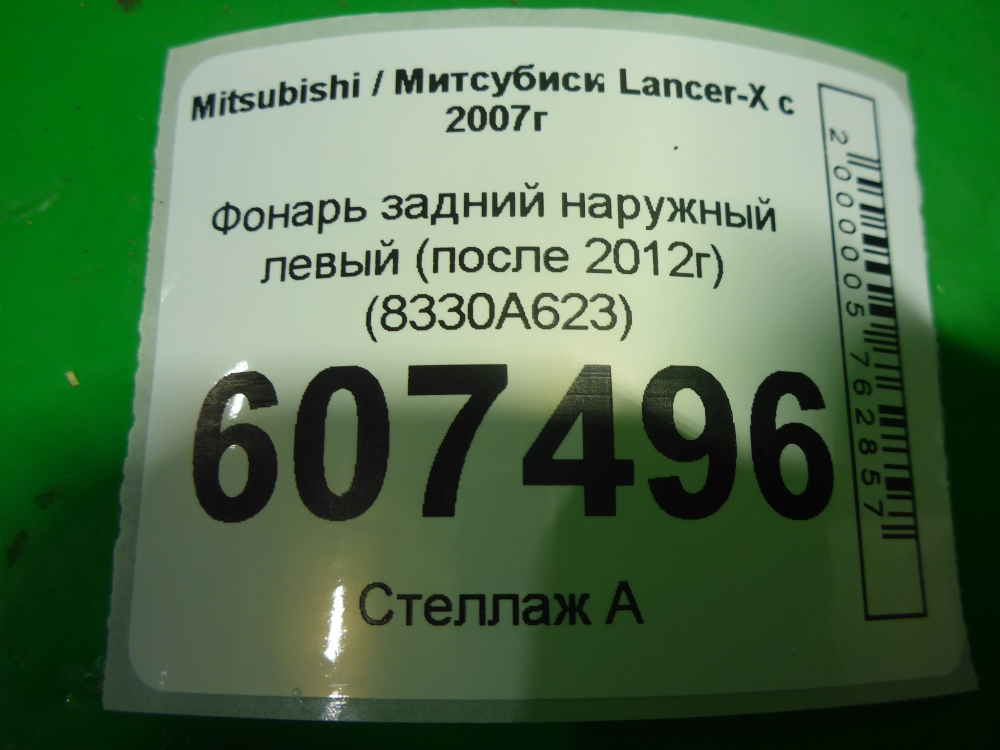 Mitsubishi / Митсубиси Lancer-X с
2007г
Фонарь задний наружный
левый (после 2012г)
(8330A623)
607496
Стеллаж А
2000005762857